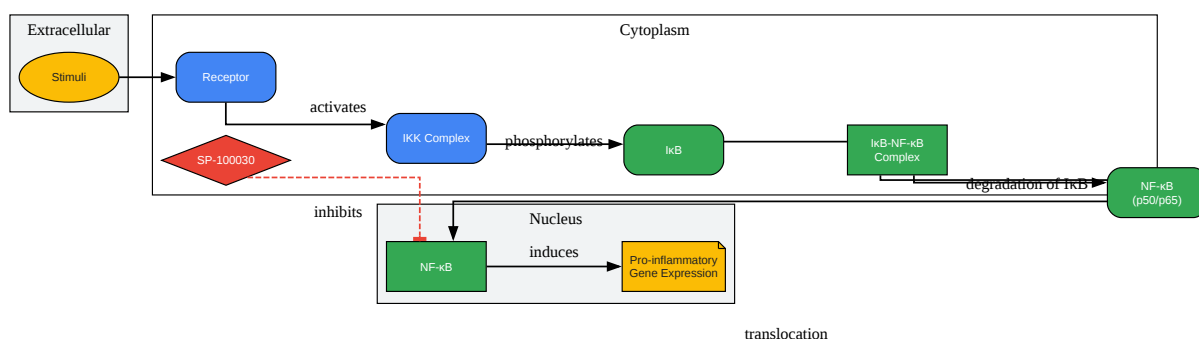 Extracellular
Cytoplasm
Stimuli
Receptor
activates
IKK Complex
phosphorylates
IκB
IκB-NF-κB
Complex
degradation of IκB
NF-κB
(p50/p65)
SP-100030
inhibits
Nucleus
NF-κB
induces
Pro-inflammatory
Gene Expression
translocation